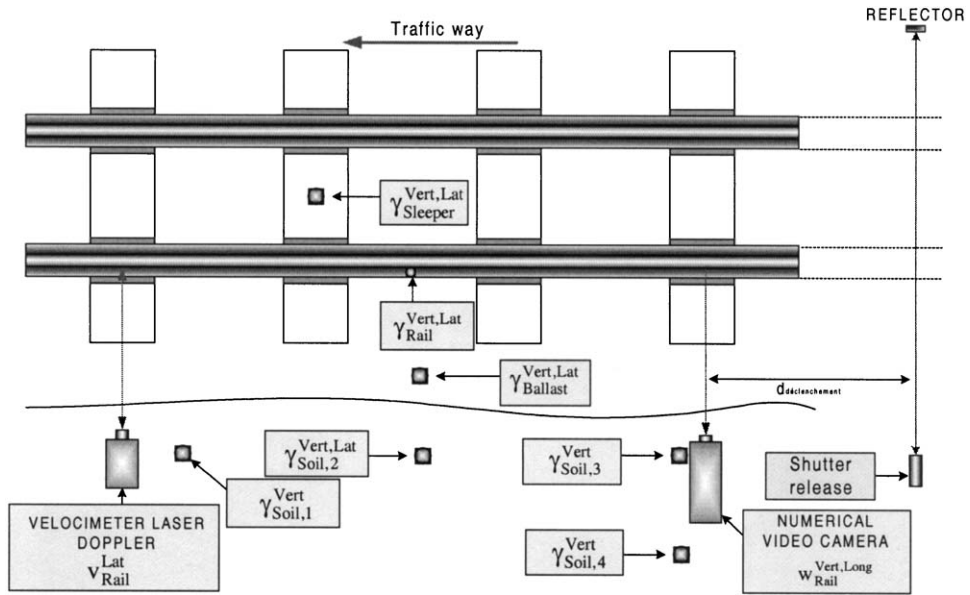 REFLECTOR
Traffic way
γ Vert,Lat Sleeper
γ Vert,Lat Rail
γ Vert,Lat Ballast
d déclenchement
γ Vert,Lat Soil,2
γ Vert Soil,3
Shutter
release
γ Vert Soil,1
VELOCIMETER LASER
DOPPLER
V Lat Rail
γ Vert Soil,4
NUMERICAL
VIDEO CAMERA
w Vert,Long Rail